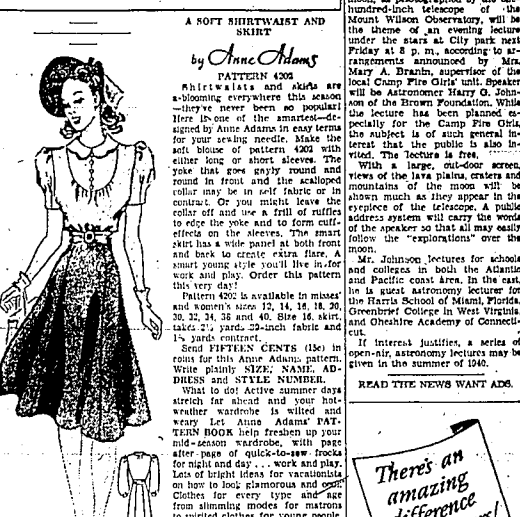 A SOFT SHIRTWAIST AND
SKIRT
by Anne Adams
PATTERN 4202
Shirtwaists and skirts are
a-blooming everywhere this season
—they've never been so popular!
Here is one of the smartest—de-
signed by Anne Adams in easy terms
for your sewing needle. Make the
soft blouse of pattern 4202 with
either long or short sleeves. The
yoke that goes gayly round and
round in front and the scalloped
collar may be in self fabric or in
contrast. Or you might leave the
collar off and use a frill of ruffles
to edge the yoke and to form cuff-
effects on the sleeves. The smart
skirt has a wide panel at both front
and back to create extra flare. A
smart young style you'll live in for
work and play. Order this pattern
this very day!
Pattern 4202 is available in misses'
and women's sizes 12, 14, 16, 18, 20,
30, 32, 34, 36 and 40. Size 16, skirt,
takes yards inch fabric and
yards contrast.
Send FIFTEEN CENTS (15c) in
coins for this Anne Adams pattern.
Write plainly SIZE, NAME, AD-
DRESS and STYLE NUMBER.
What to do! Active summer days
stretch far ahead and your hot-
weather wardrobe is wilted and
weary Let Anne Adams' PAT-
TERN BOOK help freshen up your
mid-season wardrobe, with page
after page of quick-to-sew frocks
for night and day . . . work and play.
Lots of bright ideas for vacationists
on how to look glamorous and cool.
Clothes for every type and age
from slimming modes for matrons
to spirited clothes for young people.
hundred-inch telescope of the
Mount Wilson Observatory, will be
the theme of an evening lecture
under the stars at City park next
Friday at 8 p. m., according to ar-
rangements announced by Mrs.
Mary A. Branin, supervisor of the
local Camp Fire Girls' unit. Speaker
will be Astronomer Harry G. John-
son of the Brown Foundation. While
the lecture has been planned es-
pecially for the Camp Fire Girls,
the subject is of such general in-
terest that the public is also in-
vited. The lecture is free.
With a large, out-door screen,
views of the lava plains, craters and
mountains of the moon will be
shown much as they appear in the
eyepiece of the telescope. A public
address system will carry the words
of the speaker so that all may easily
follow the "explorations" over the
moon.
Mr. Johnson lectures for schools
and colleges in both the Atlantic
and Pacific coast area. In the east,
he is guest astronomy lecturer for
the Harris School of Miami, Florida,
Greenbrief College in West Virginia,
and Cheshire Academy of Connecti-
cut.
If interest justifies, a series of
open-air, astronomy lectures may be
given in the summer of 1940.
READ THE NEWS WANT ADS.
There's an
amazing
difference